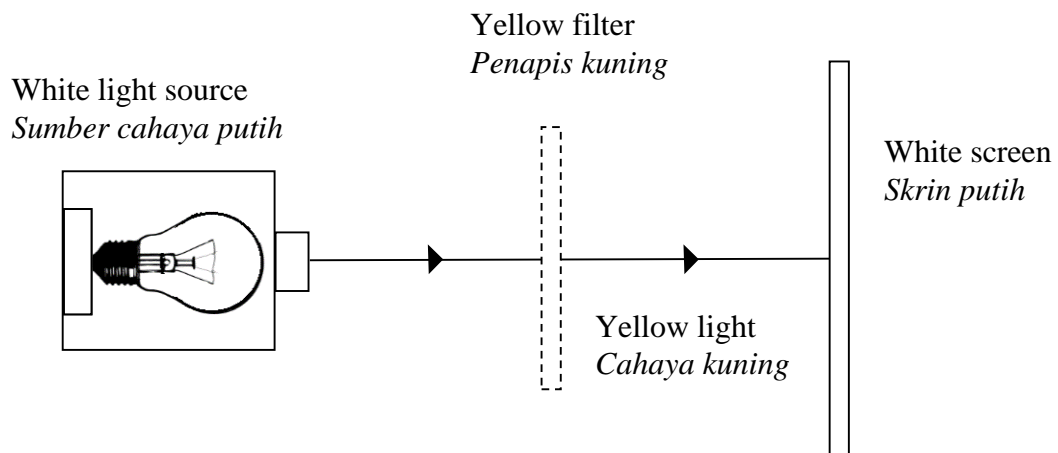 Yellow filter
Penapis kuning
White light source
Sumber cahaya putih
White screen
Skrin putih
Yellow light
Cahaya kuning